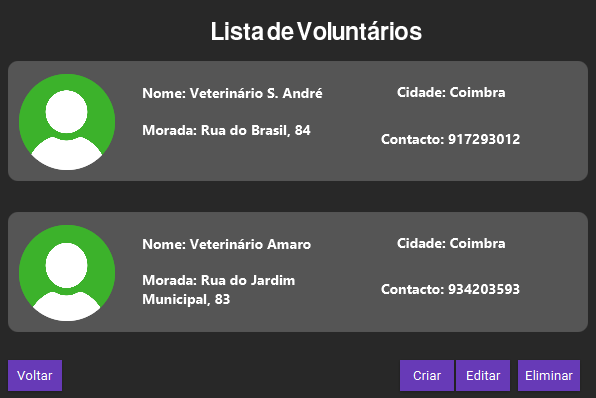 Lista de Voluntários
Nome: Veterinário S. André
Cidade: Coimbra
Morada: Rua do Brasil, 84
Contacto: 917293012
Nome: Veterinário Amaro
Cidade: Coimbra
Morada: Rua do Jardim
Municipal, 83
Contacto: 934203593
Voltar
Criar
Editar
Eliminar